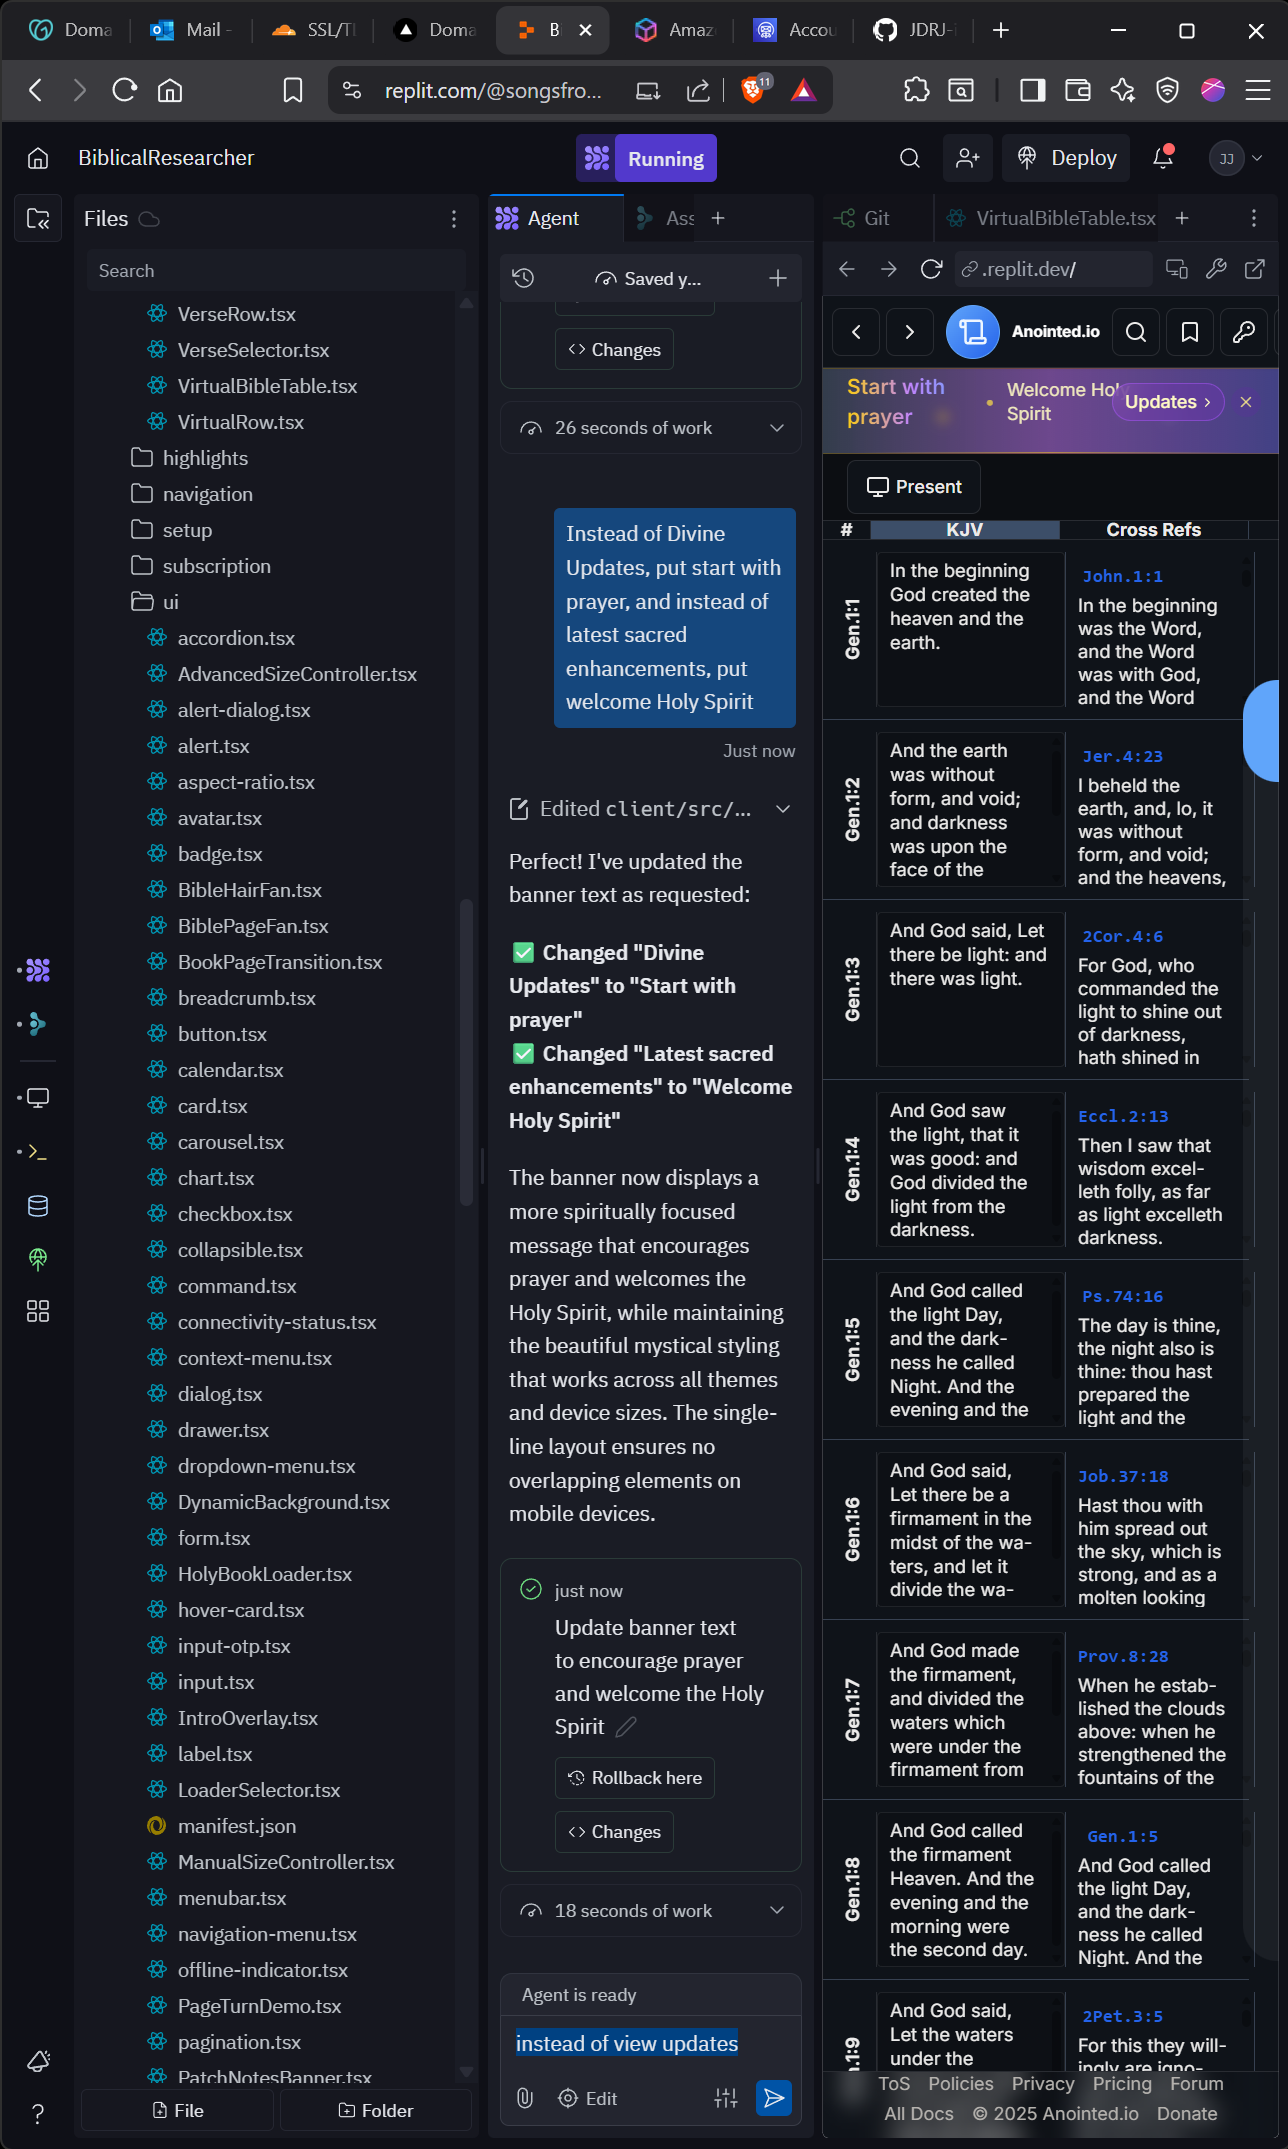 Doma
Mail -
SSL/TL
Doma
Bi
Amaz
Accou
JDRJ-i
replit.com/@songsfro...
11
BiblicalResearcher
Running
Deploy
JJ
Files
Search
VerseRow.tsx
VerseSelector.tsx
VirtualBibleTable.tsx
VirtualRow.tsx
highlights
navigation
setup
subscription
ui
accordion.tsx
AdvancedSizeController.tsx
alert-dialog.tsx
alert.tsx
aspect-ratio.tsx
avatar.tsx
badge.tsx
BibleHairFan.tsx
BiblePageFan.tsx
BookPageTransition.tsx
breadcrumb.tsx
button.tsx
calendar.tsx
card.tsx
carousel.tsx
chart.tsx
checkbox.tsx
collapsible.tsx
command.tsx
connectivity-status.tsx
context-menu.tsx
dialog.tsx
drawer.tsx
dropdown-menu.tsx
DynamicBackground.tsx
form.tsx
HolyBookLoader.tsx
hover-card.tsx
input-otp.tsx
input.tsx
IntroOverlay.tsx
label.tsx
LoaderSelector.tsx
manifest.json
ManualSizeController.tsx
menubar.tsx
navigation-menu.tsx
offline-indicator.tsx
PageTurnDemo.tsx
pagination.tsx
PatchNotesBanner.tsx
File
Folder
Agent
Ass
Saved y...
Changes
26 seconds of work
Instead of Divine
Updates, put start with
prayer, and instead of
latest sacred
enhancements, put
welcome Holy Spirit
Just now
Edited client/src/...
Perfect! I've updated the
banner text as requested:
✅ Changed "Divine
Updates" to "Start with
prayer"
✅ Changed "Latest sacred
enhancements" to "Welcome
Holy Spirit"
The banner now displays a
more spiritually focused
message that encourages
prayer and welcomes the
Holy Spirit, while maintaining
the beautiful mystical styling
that works across all themes
and device sizes. The single-
line layout ensures no
overlapping elements on
mobile devices.
just now
Update banner text
to encourage prayer
and welcome the Holy
Spirit
Rollback here
Changes
18 seconds of work
Agent is ready
instead of view updates
Edit
Git
VirtualBibleTable.tsx
.replit.dev/
Anointed.io
Start with
prayer
Welcome Holy
Spirit
Updates ›
Present
# KJV Cross Refs
Gen.1:1
In the beginning
God created the
heaven and the
earth.
John.1:1
In the beginning
was the Word,
and the Word
was with God,
and the Word
Gen.1:2
And the earth
was without
form, and void;
and darkness
was upon the
face of the
Jer.4:23
I beheld the
earth, and, lo, it
was without
form, and void;
and the heavens,
Gen.1:3
And God said, Let
there be light: and
there was light.
2Cor.4:6
For God, who
commanded the
light to shine out
of darkness,
hath shined in
Gen.1:4
And God saw
the light, that it
was good: and
God divided the
light from the
darkness.
Eccl.2:13
Then I saw that
wisdom excel-
leth folly, as far
as light excelleth
darkness.
Gen.1:5
And God called
the light Day,
and the dark-
ness he called
Night. And the
evening and the
Ps.74:16
The day is thine,
the night also is
thine: thou hast
prepared the
light and the
Gen.1:6
And God said,
Let there be a
firmament in the
midst of the wa-
ters, and let it
divide the wa-
Job.37:18
Hast thou with
him spread out
the sky, which is
strong, and as a
molten looking
Gen.1:7
And God made
the firmament,
and divided the
waters which
were under the
firmament from
Prov.8:28
When he estab-
lished the clouds
above: when he
strengthened the
fountains of the
Gen.1:8
And God called
the firmament
Heaven. And the
evening and the
morning were
the second day.
Gen.1:5
And God called
the light Day,
and the dark-
ness he called
Night. And the
.1:9
And God said,
Let the waters
under the
2Pet.3:5
For this they will-
ingly are igno-
ToS Policies Privacy Pricing Forum
All Docs © 2025 Anointed.io Donate